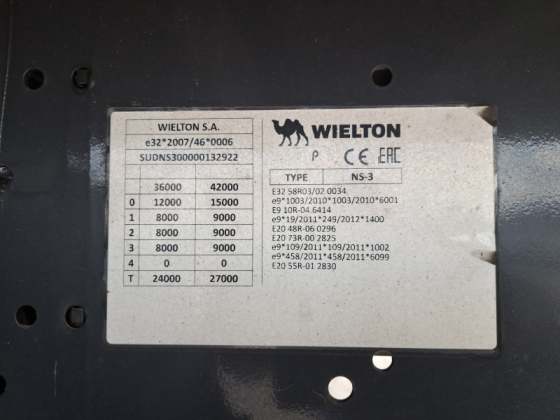 WIELTON S.A.
e32*2007/46*0006
SUDNS300000132922
36000 42000
0 12000 15000
1 8000 9000
2 8000 9000
3 8000 9000
4 0 0
T 24000 27000
WIELTON
P CE EAC
TYPE NS-3
E32 58R03/02 0034
e9*1003/2010*1003/2010*6001
E9 10R-04.6414
e9*19/2011*249/2012*1400
E20 48R-06 0296
E20 73R-00 2825
e9*109/2011*109/2011*1002
e9*458/2011*458/2011*6099
E20 55R-01 2830